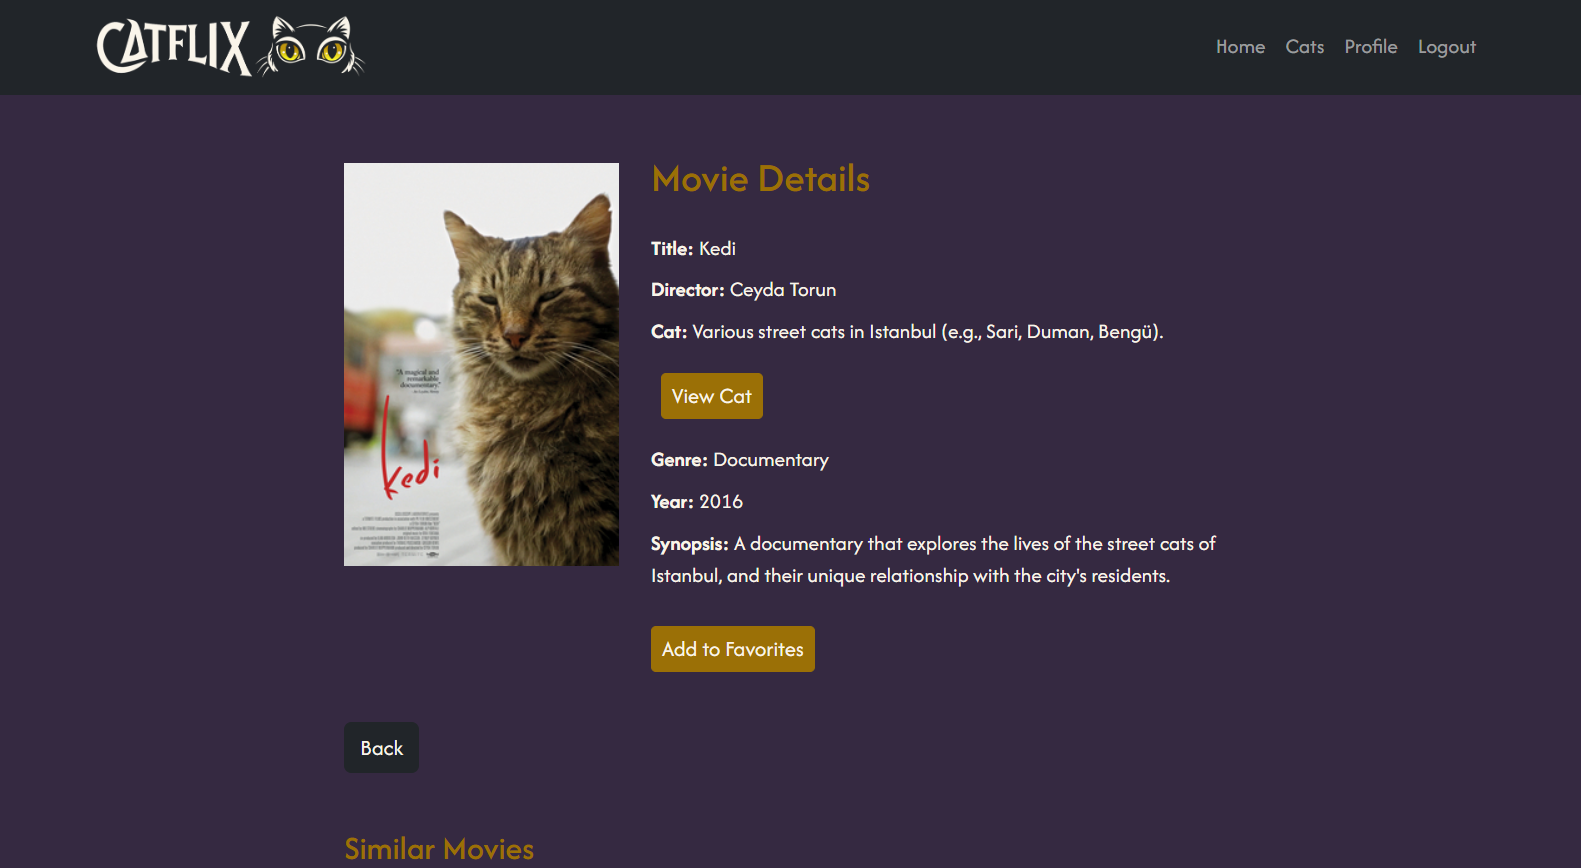 CATFLIX
Home Cats Profile Logout
Movie Details
Title: Kedi
Director: Ceyda Torun
Cat: Various street cats in Istanbul (e.g., Sari, Duman, Bengü).
View Cat
Genre: Documentary
Year: 2016
Synopsis: A documentary that explores the lives of the street cats of
Istanbul, and their unique relationship with the city's residents.
Add to Favorites
"A magical and
remarkable
documentary."
kedi
Back
Similar Movies